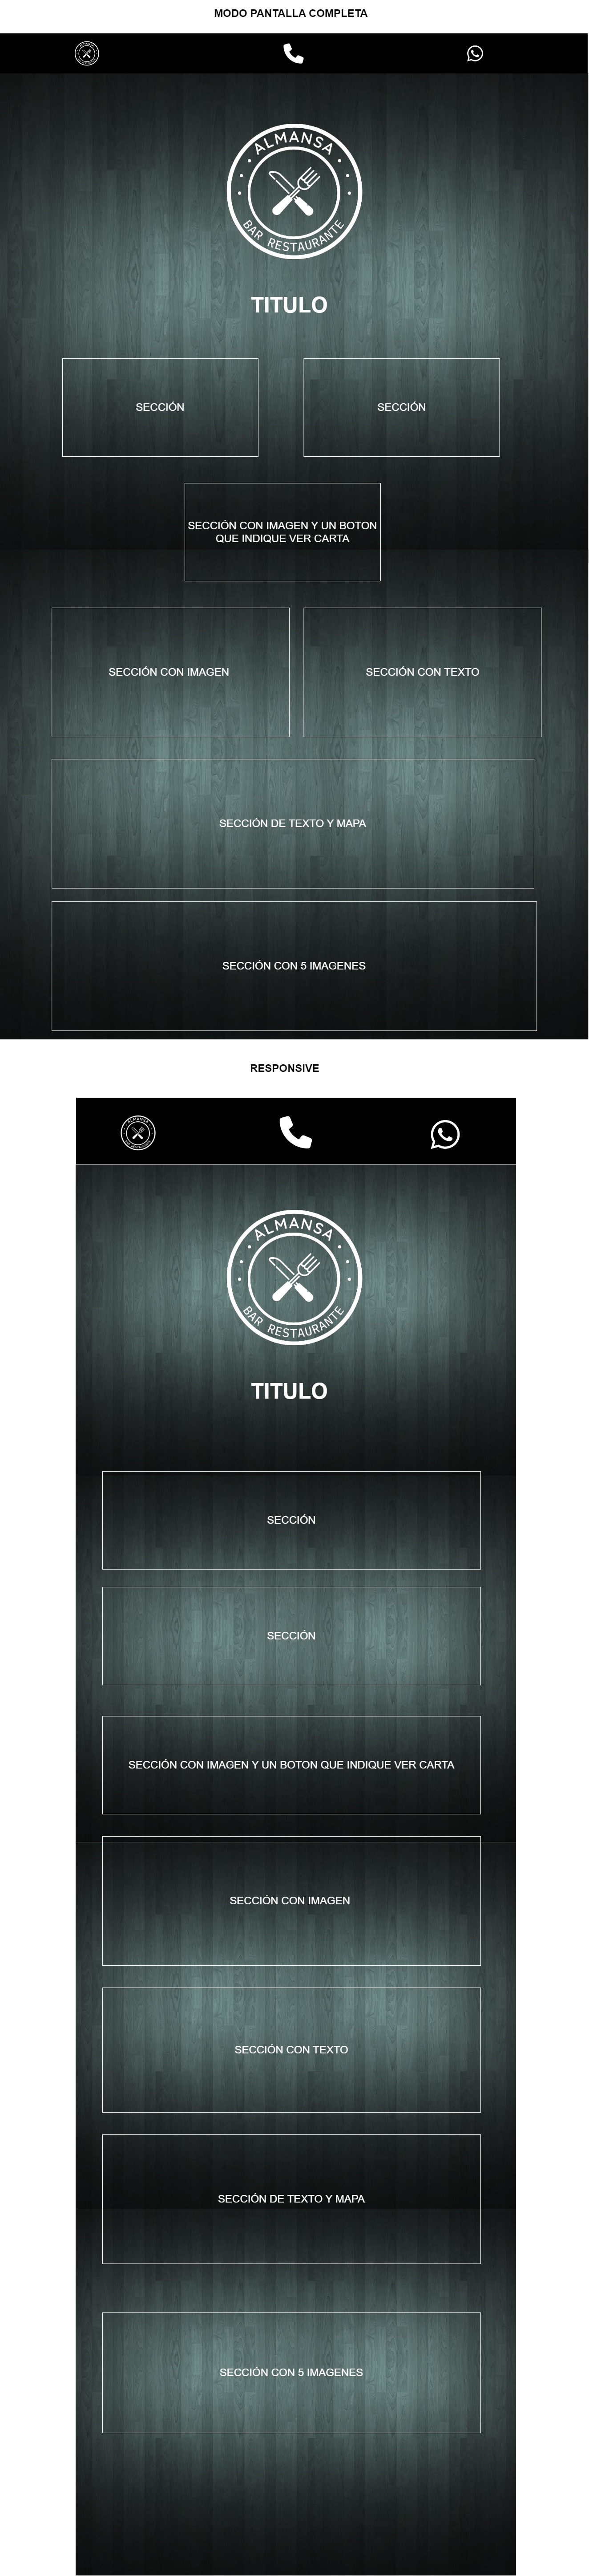 MODO PANTALLA COMPLETA
ALMANSA
BAR RESTAURANTE
TITULO
SECCIÓN
SECCIÓN
SECCIÓN CON IMAGEN Y UN BOTON
QUE INDIQUE VER CARTA
SECCIÓN CON IMAGEN
SECCIÓN CON TEXTO
SECCIÓN DE TEXTO Y MAPA
SECCIÓN CON 5 IMAGENES
RESPONSIVE
ALMANSA
BAR RESTAURANTE
ALMANSA
BAR RESTAURANTE
TITULO
SECCIÓN
SECCIÓN
SECCIÓN CON IMAGEN Y UN BOTON QUE INDIQUE VER CARTA
SECCIÓN CON IMAGEN
SECCIÓN CON TEXTO
SECCIÓN DE TEXTO Y MAPA
SECCIÓN CON 5 IMAGENES